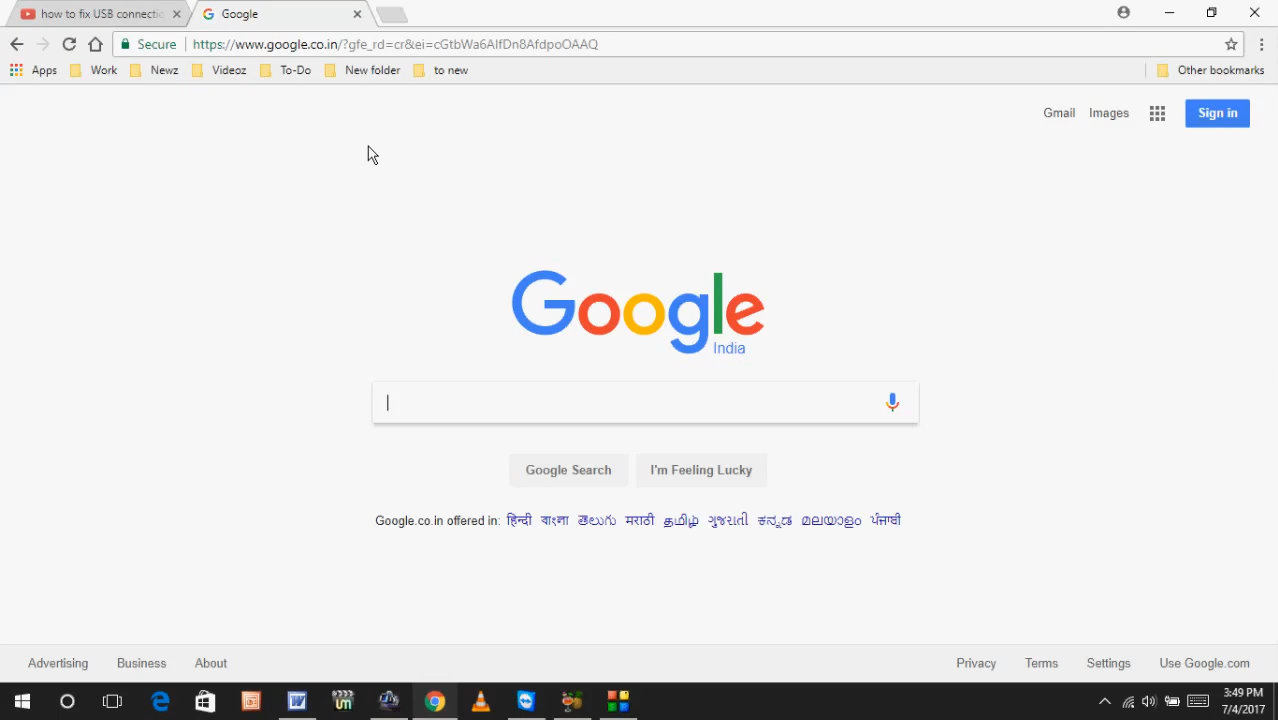 how to fix USB connectic
Google
Secure https://www.google.co.in/?gfe_rd=cr&ei=cGtbWa6AIfDn8AfdpoOAAQ
Apps Work Newz Videoz To-Do New folder to new Other bookmarks
Gmail Images Sign in
Google
India
Google Search I'm Feeling Lucky
Google.co.in offered in: हिन्दी বাংলা తెలుగు मराठी தமிழ் ગુજરાતી ಕನ್ನಡ മലയാളം ਪੰਜਾਬੀ
Advertising Business About Privacy Terms Settings Use Google.com
3:49 PM
7/4/2017